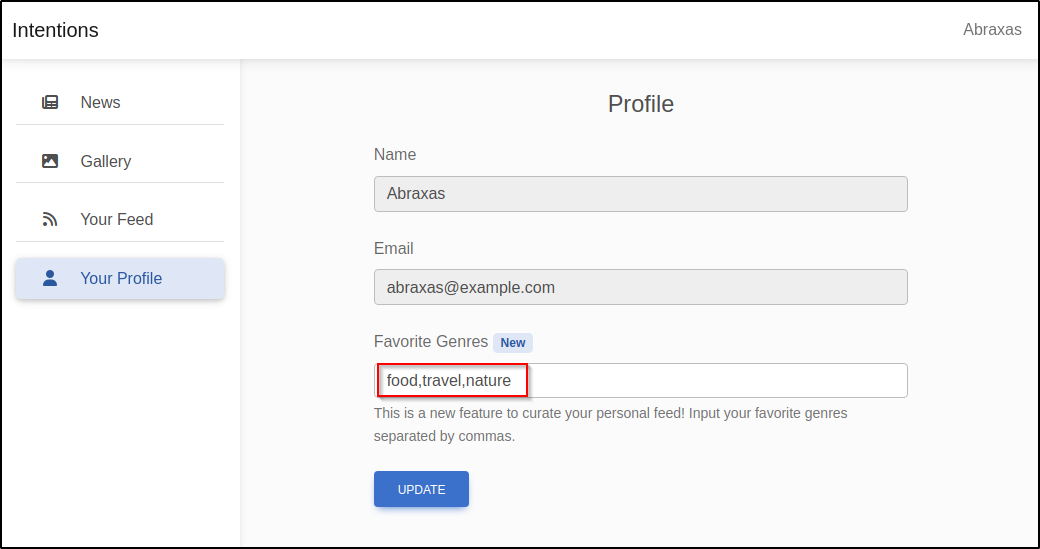 Intentions
Abraxas
News
Gallery
Your Feed
Your Profile
Profile
Name
Abraxas
Email
abraxas@example.com
Favorite Genres New
food,travel,nature
This is a new feature to curate your personal feed! Input your favorite genres
separated by commas.
UPDATE